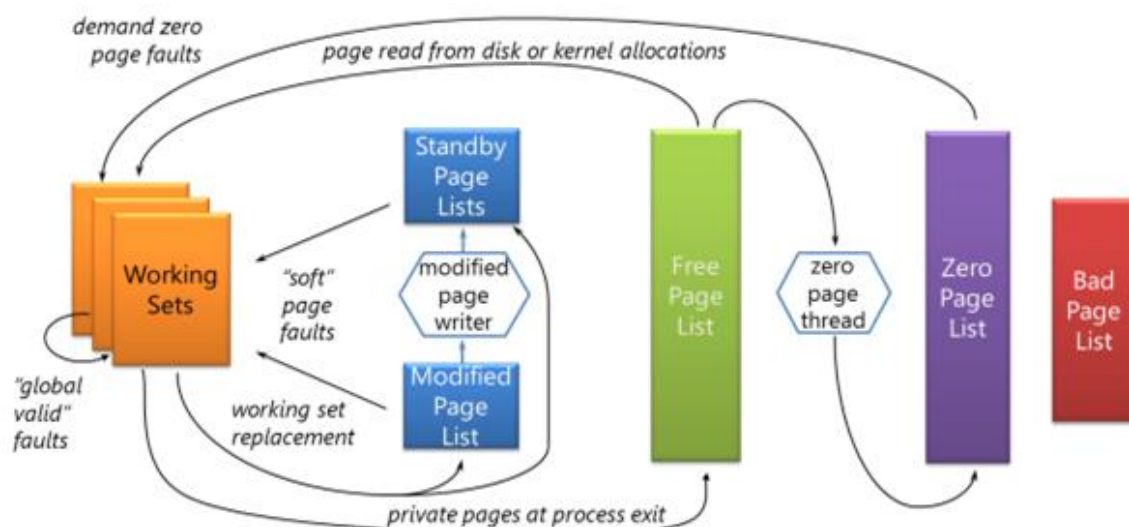 demand zero
page faults
page read from disk or kernel allocations
Standby
Page
Lists
Working
Sets
"soft"
page
faults
modified
page
writer
Free
Page
List
zero
page
thread
Zero
Page
List
Bad
Page
List
"global
valid"
faults
working set
replacement
Modified
Page
List
private pages at process exit